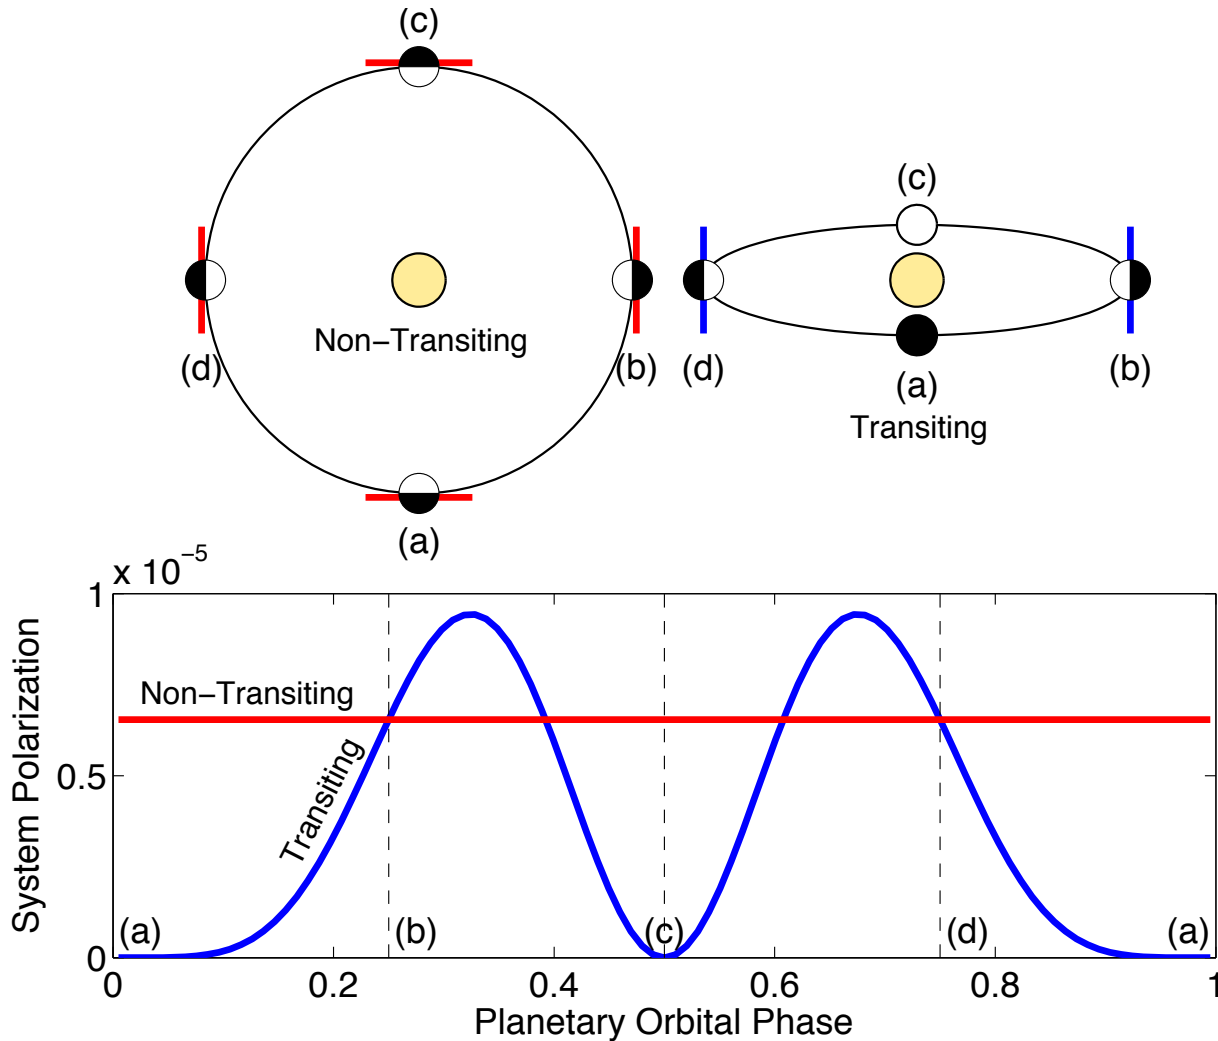 (c)
Non−Transiting
(d)
(b)
(a)
(c)
(d)
(a)
(b)
Transiting
x 10⁻⁵
1
0.5
0
System Polarization
Non−Transiting
Transiting
(a)
(b)
(c)
(d)
(a)
0 0.2 0.4 0.6 0.8 1
Planetary Orbital Phase